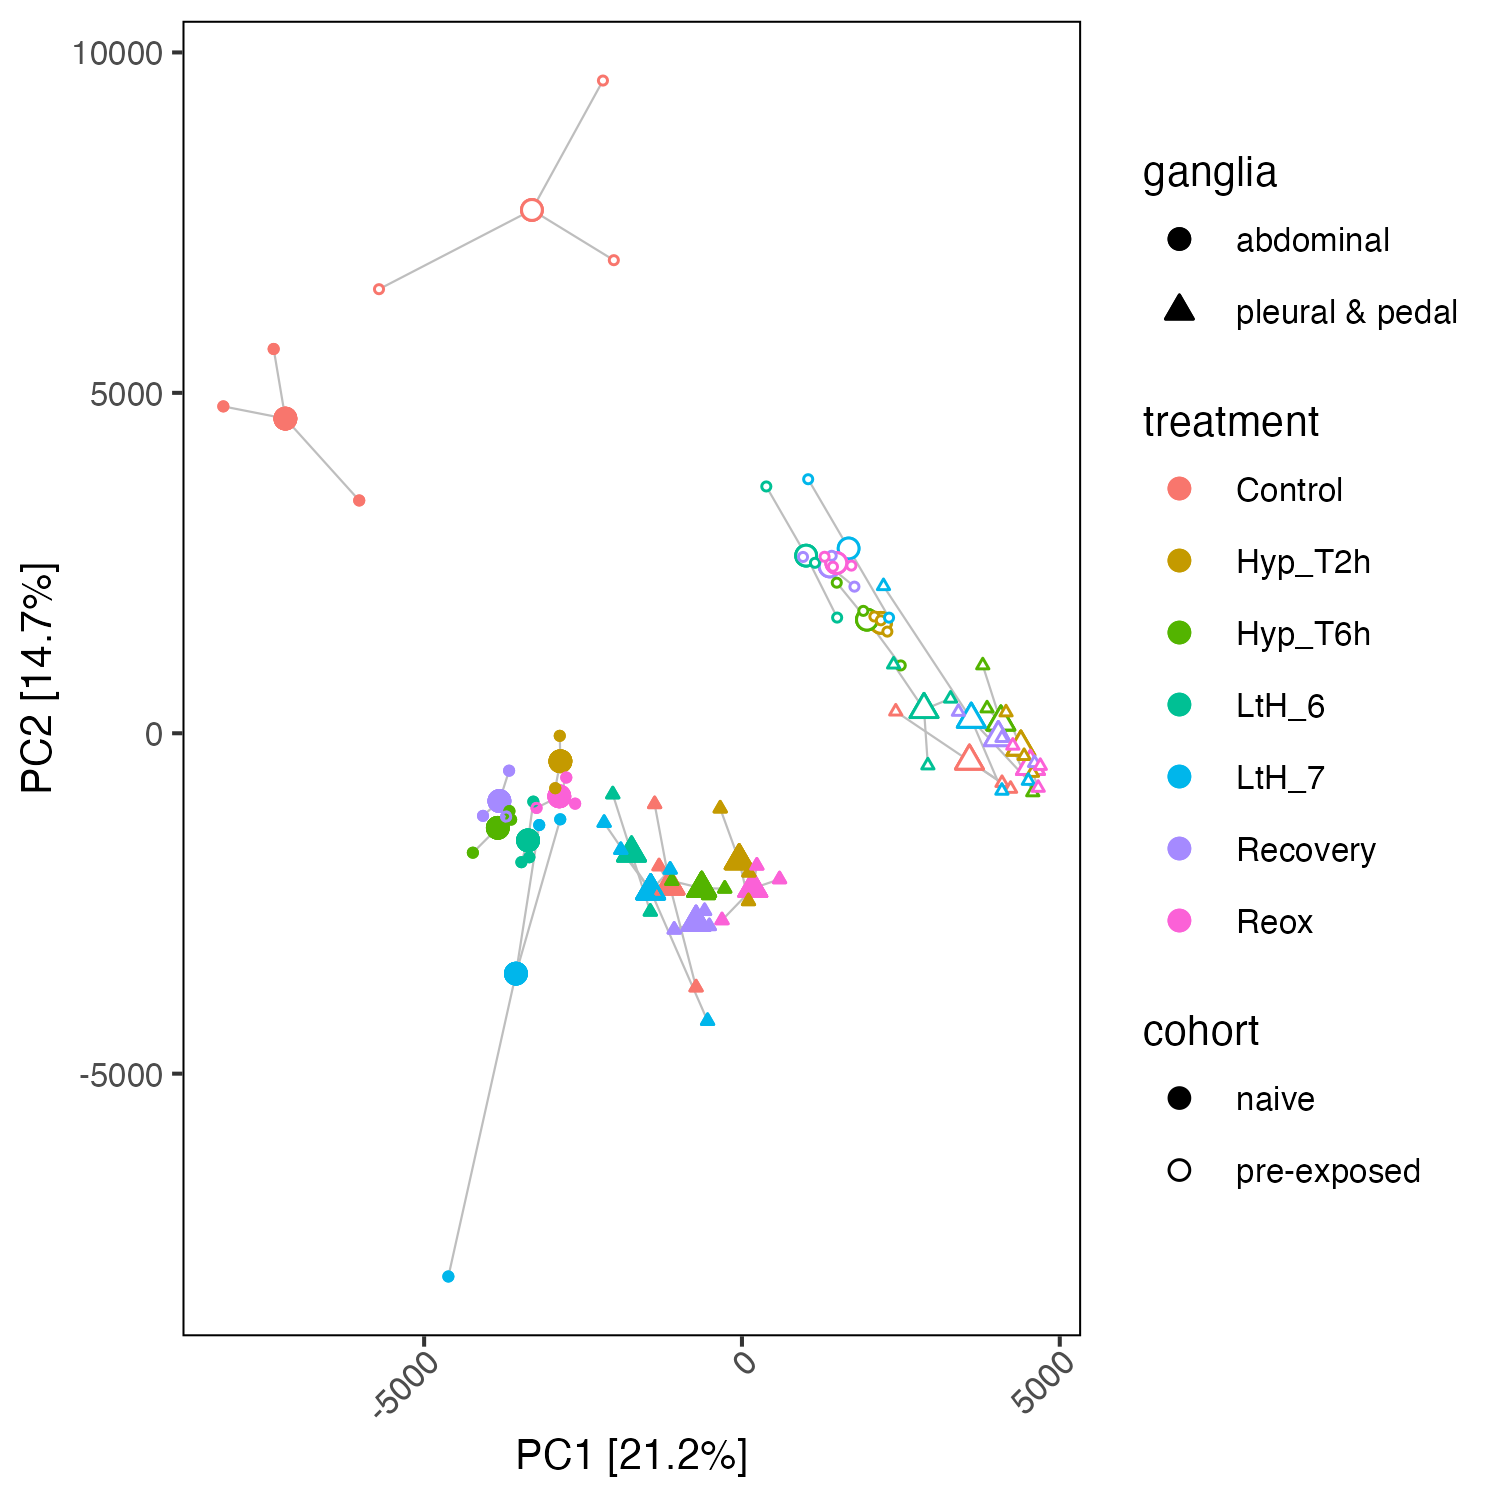 10000
5000
0
-5000
PC2 [14.7%]
-5000
0
5000
PC1 [21.2%]
ganglia
abdominal
pleural & pedal
treatment
Control
Hyp_T2h
Hyp_T6h
LtH_6
LtH_7
Recovery
Reox
cohort
naive
pre-exposed